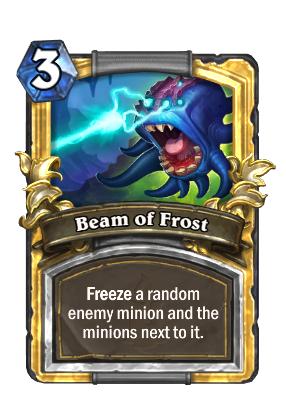 3
Beam of Frost
Freeze a random
enemy minion and the
minions next to it.